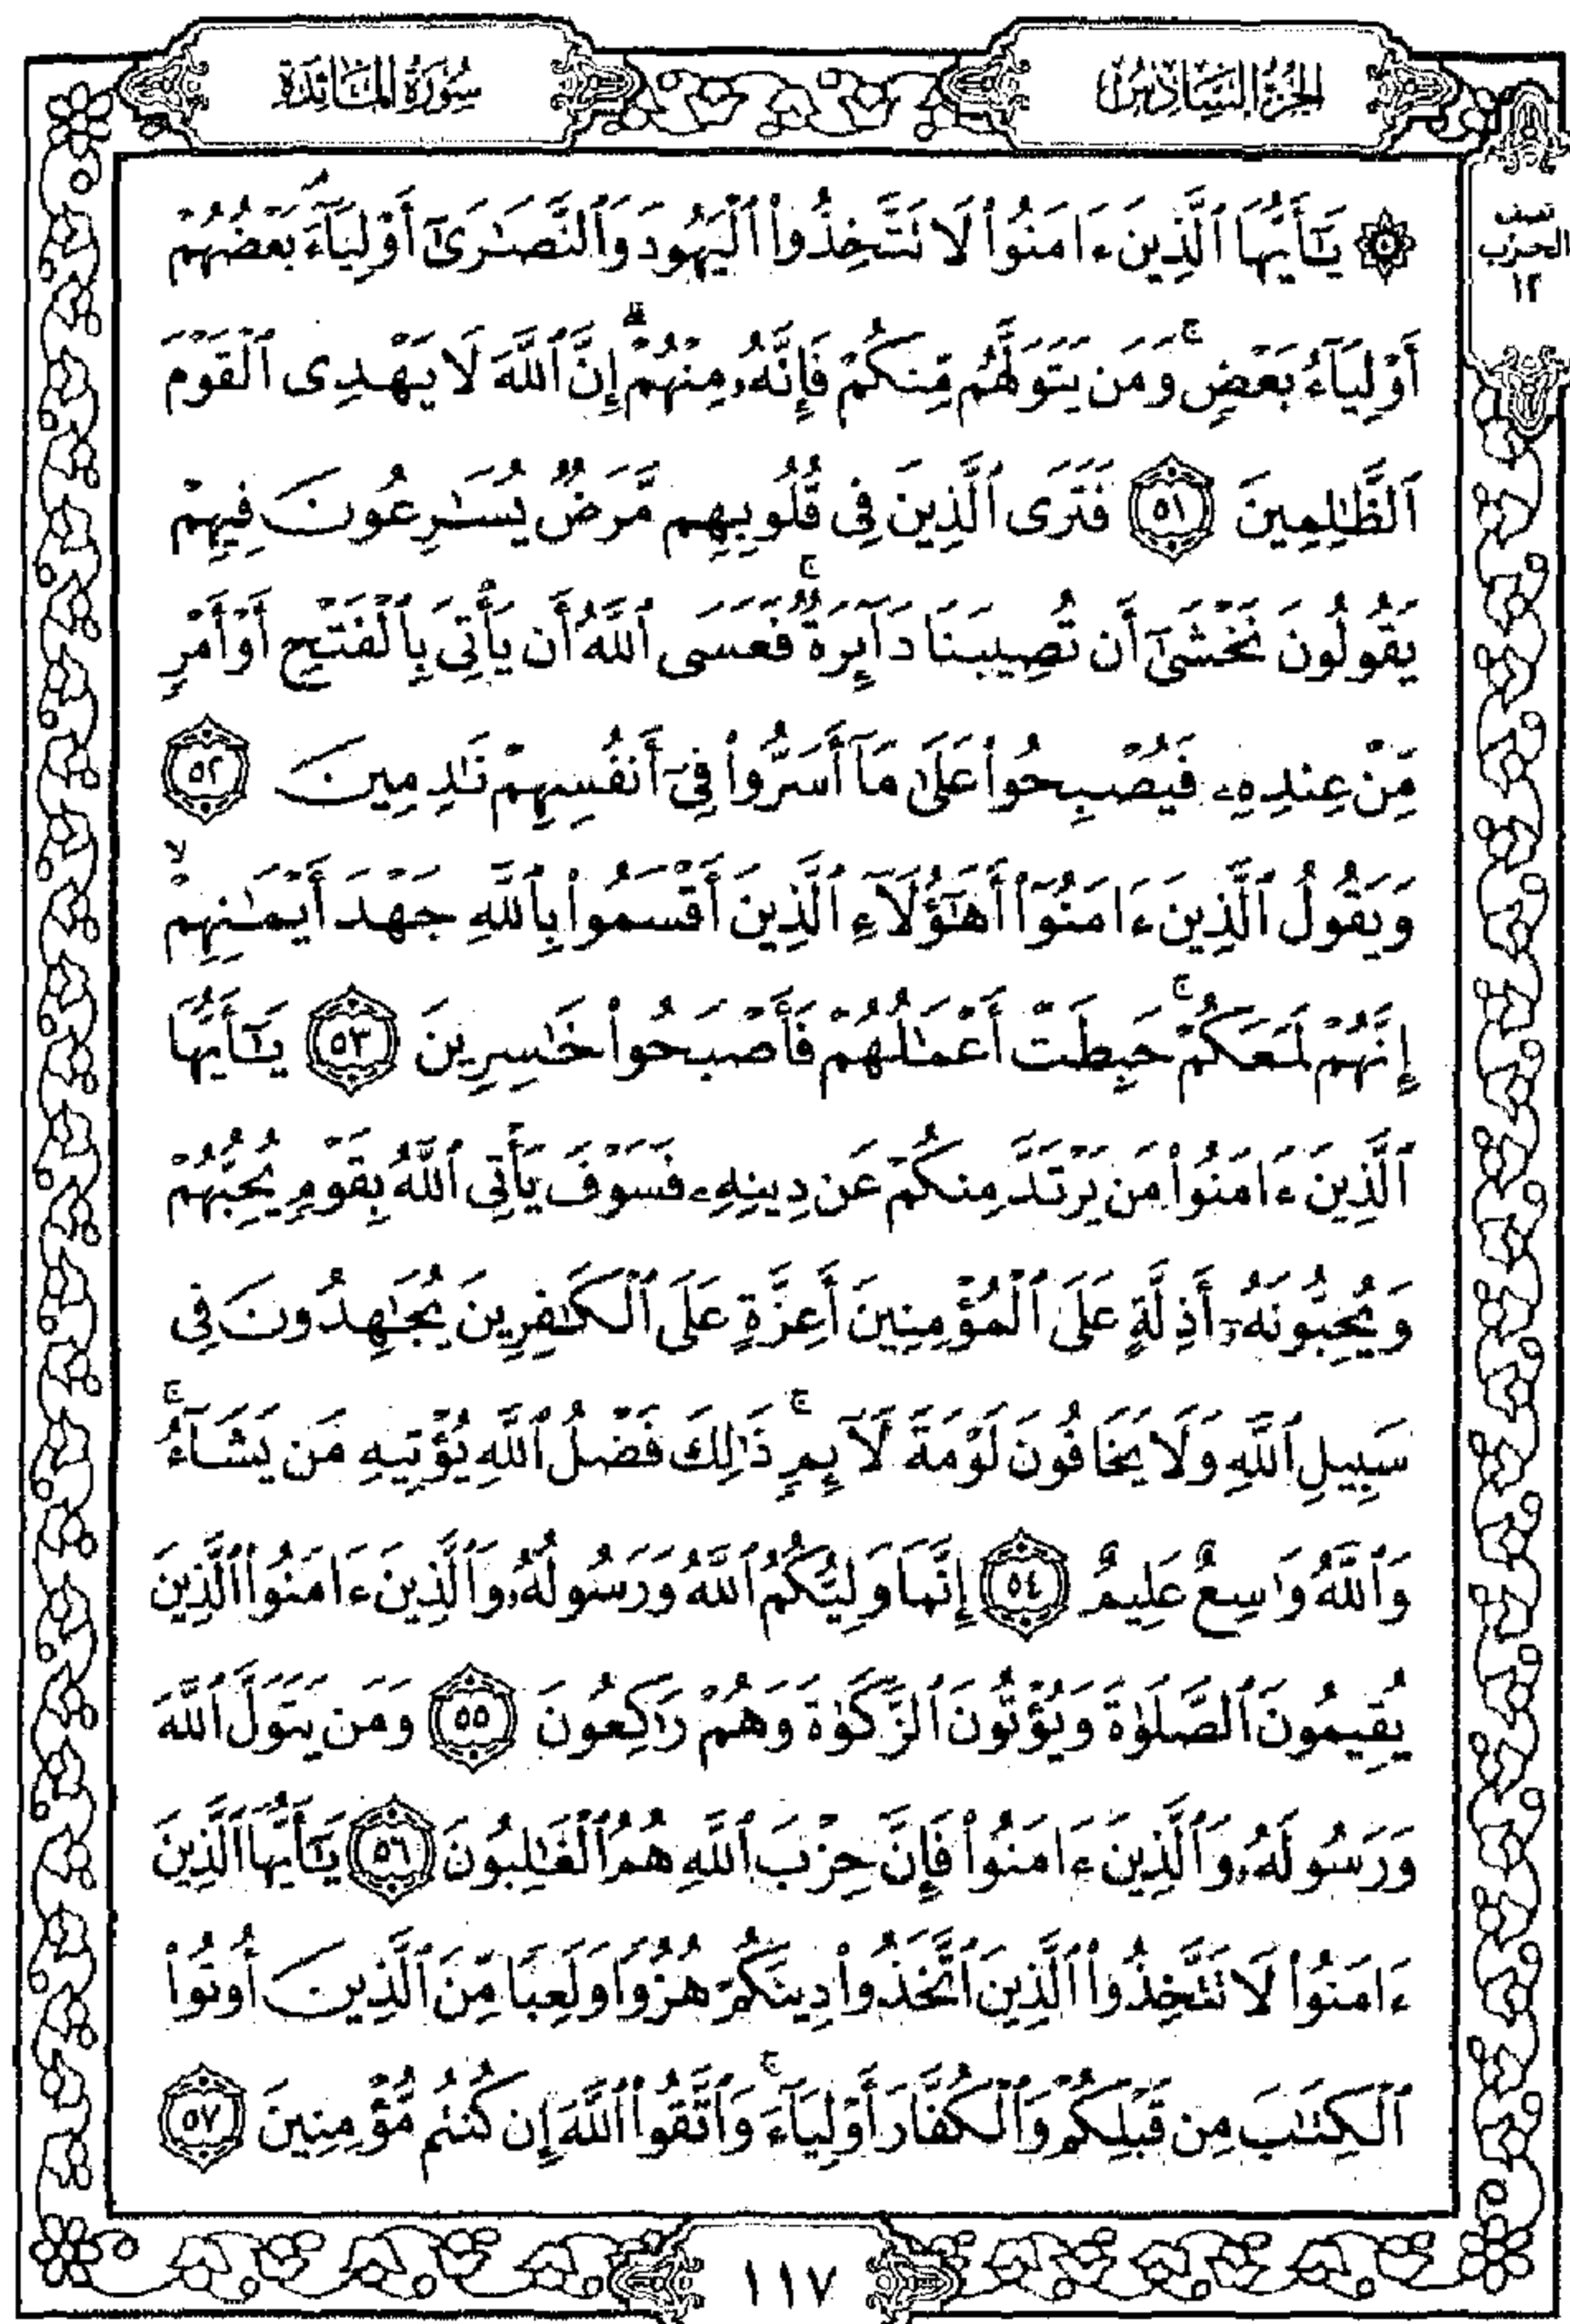 الجزء السادس
سورة المائدة
نصف
الحزب
١٢
۞ يَـٰٓأَيُّهَا ٱلَّذِينَ ءَامَنُوا۟ لَا تَتَّخِذُوا۟ ٱلْيَهُودَ وَٱلنَّصَـٰرَىٰٓ أَوْلِيَآءَ ۘ بَعْضُهُمْ
أَوْلِيَآءُ بَعْضٍ ۚ وَمَن يَتَوَلَّهُم مِّنكُمْ فَإِنَّهُۥ مِنْهُمْ ۗ إِنَّ ٱللَّهَ لَا يَهْدِى ٱلْقَوْمَ
ٱلظَّـٰلِمِينَ ٥١ فَتَرَى ٱلَّذِينَ فِى قُلُوبِهِم مَّرَضٌ يُسَـٰرِعُونَ فِيهِمْ
يَقُولُونَ نَخْشَىٰٓ أَن تُصِيبَنَا دَآئِرَةٌ ۚ فَعَسَى ٱللَّهُ أَن يَأْتِىَ بِٱلْفَتْحِ أَوْ أَمْرٍ
مِّنْ عِندِهِۦ فَيُصْبِحُوا۟ عَلَىٰ مَآ أَسَرُّوا۟ فِىٓ أَنفُسِهِمْ نَـٰدِمِينَ ٥٢
وَيَقُولُ ٱلَّذِينَ ءَامَنُوٓا۟ أَهَـٰٓؤُلَآءِ ٱلَّذِينَ أَقْسَمُوا۟ بِٱللَّهِ جَهْدَ أَيْمَـٰنِهِمْ ۙ
إِنَّهُمْ لَمَعَكُمْ ۚ حَبِطَتْ أَعْمَـٰلُهُمْ فَأَصْبَحُوا۟ خَـٰسِرِينَ ٥٣ يَـٰٓأَيُّهَا
ٱلَّذِينَ ءَامَنُوا۟ مَن يَرْتَدَّ مِنكُمْ عَن دِينِهِۦ فَسَوْفَ يَأْتِى ٱللَّهُ بِقَوْمٍ يُحِبُّهُمْ
وَيُحِبُّونَهُۥٓ أَذِلَّةٍ عَلَى ٱلْمُؤْمِنِينَ أَعِزَّةٍ عَلَى ٱلْكَـٰفِرِينَ يُجَـٰهِدُونَ فِى
سَبِيلِ ٱللَّهِ وَلَا يَخَافُونَ لَوْمَةَ لَآئِمٍ ۚ ذَٰلِكَ فَضْلُ ٱللَّهِ يُؤْتِيهِ مَن يَشَآءُ ۚ
وَٱللَّهُ وَٰسِعٌ عَلِيمٌ ٥٤ إِنَّمَا وَلِيُّكُمُ ٱللَّهُ وَرَسُولُهُۥ وَٱلَّذِينَ ءَامَنُوا۟ ٱلَّذِينَ
يُقِيمُونَ ٱلصَّلَوٰةَ وَيُؤْتُونَ ٱلزَّكَوٰةَ وَهُمْ رَٰكِعُونَ ٥٥ وَمَن يَتَوَلَّ ٱللَّهَ
وَرَسُولَهُۥ وَٱلَّذِينَ ءَامَنُوا۟ فَإِنَّ حِزْبَ ٱللَّهِ هُمُ ٱلْغَـٰلِبُونَ ٥٦ يَـٰٓأَيُّهَا ٱلَّذِينَ
ءَامَنُوا۟ لَا تَتَّخِذُوا۟ ٱلَّذِينَ ٱتَّخَذُوا۟ دِينَكُمْ هُزُوًا وَلَعِبًا مِّنَ ٱلَّذِينَ أُوتُوا۟
ٱلْكِتَـٰبَ مِن قَبْلِكُمْ وَٱلْكُفَّارَ أَوْلِيَآءَ ۚ وَٱتَّقُوا۟ ٱللَّهَ إِن كُنتُم مُّؤْمِنِينَ ٥٧
١١٧